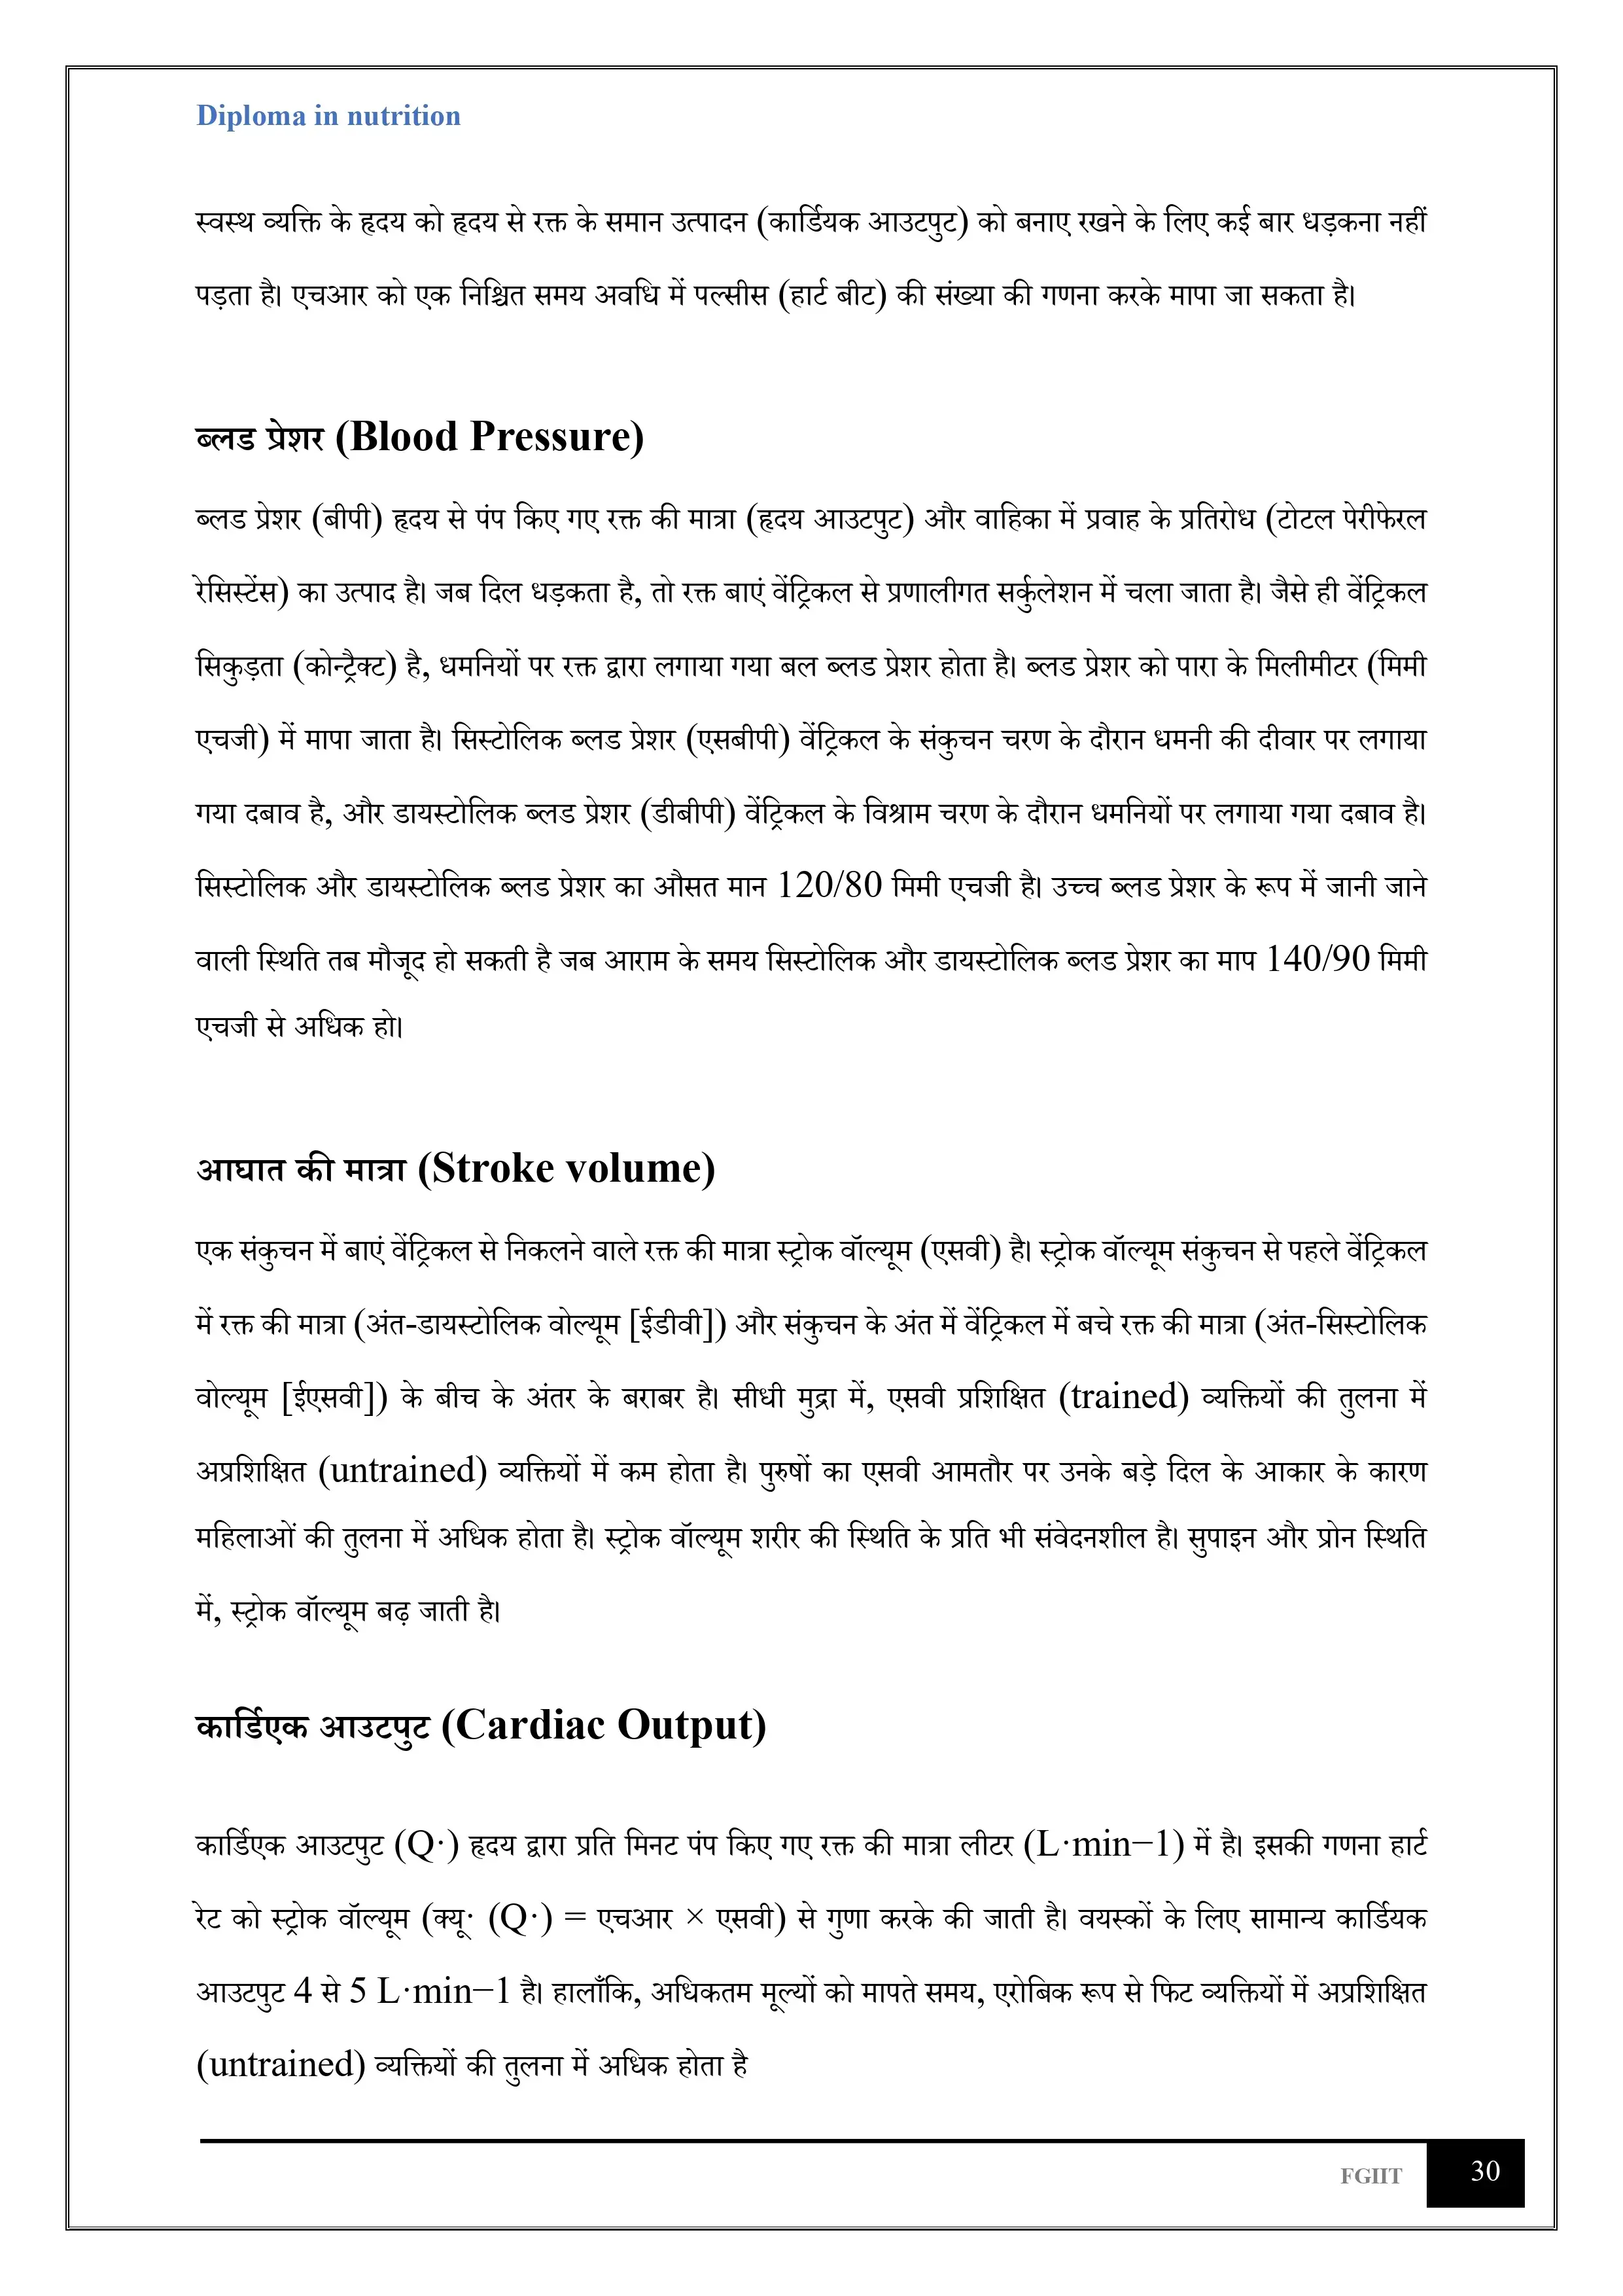 Diploma in nutrition
स्वस्थ व्यक्ति के हृदय को हृदय से रक्त के समान उत्पादन (कार्डियक आउटपुट) को बनाए रखने के लिए कई बार धड़कना नहीं
पड़ता है। एचआर को एक निश्चित समय अवधि में पल्सीस (हार्ट बीट) की संख्या की गणना करके मापा जा सकता है।
ब्लड प्रेशर (Blood Pressure)
ब्लड प्रेशर (बीपी) हृदय से पंप किए गए रक्त की मात्रा (हृदय आउटपुट) और वाहिका में प्रवाह के प्रतिरोध (टोटल पेरीफेरल
रेसिस्टेंस) का उत्पाद है। जब दिल धड़कता है, तो रक्त बाएं वेंट्रिकल से प्रणालीगत सर्कुलेशन में चला जाता है। जैसे ही वेंट्रिकल
सिकुड़ता (कोन्ट्रैक्ट) है, धमनियों पर रक्त द्वारा लगाया गया बल ब्लड प्रेशर होता है। ब्लड प्रेशर को पारा के मिलीमीटर (मिमी
एचजी) में मापा जाता है। सिस्टोलिक ब्लड प्रेशर (एसबीपी) वेंट्रिकल के संकुचन चरण के दौरान धमनी की दीवार पर लगाया
गया दबाव है, और डायस्टोलिक ब्लड प्रेशर (डीबीपी) वेंट्रिकल के विश्राम चरण के दौरान धमनियों पर लगाया गया दबाव है।
सिस्टोलिक और डायस्टोलिक ब्लड प्रेशर का औसत मान 120/80 मिमी एचजी है। उच्च ब्लड प्रेशर के रूप में जानी जाने
वाली स्थिति तब मौजूद हो सकती है जब आराम के समय सिस्टोलिक और डायस्टोलिक ब्लड प्रेशर का माप 140/90 मिमी
एचजी से अधिक हो।
आघात की मात्रा (Stroke volume)
एक संकुचन में बाएं वेंट्रिकल से निकलने वाले रक्त की मात्रा स्ट्रोक वॉल्यूम (एसवी) है। स्ट्रोक वॉल्यूम संकुचन से पहले वेंट्रिकल
में रक्त की मात्रा (अंत-डायस्टोलिक वोल्यूम [ईडीवी]) और संकुचन के अंत में वेंट्रिकल में बचे रक्त की मात्रा (अंत-सिस्टोलिक
वोल्यूम [ईएसवी]) के बीच के अंतर के बराबर है। सीधी मुद्रा में, एसवी प्रशिक्षित (trained) व्यक्तियों की तुलना में
अप्रशिक्षित (untrained) व्यक्तियों में कम होता है। पुरुषों का एसवी आमतौर पर उनके बड़े दिल के आकार के कारण
महिलाओं की तुलना में अधिक होता है। स्ट्रोक वॉल्यूम शरीर की स्थिति के प्रति भी संवेदनशील है। सुपाइन और प्रोन स्थिति
में, स्ट्रोक वॉल्यूम बढ़ जाती है।
कार्डिएक आउटपुट (Cardiac Output)
कार्डिएक आउटपुट (Q·) हृदय द्वारा प्रति मिनट पंप किए गए रक्त की मात्रा लीटर (L·min−1) में है। इसकी गणना हार्ट
रेट को स्ट्रोक वॉल्यूम (क्यू· (Q·) = एचआर × एसवी) से गुणा करके की जाती है। वयस्कों के लिए सामान्य कार्डियक
आउटपुट 4 से 5 L·min−1 है। हालाँकि, अधिकतम मूल्यों को मापते समय, एरोबिक रूप से फिट व्यक्तियों में अप्रशिक्षित
(untrained) व्यक्तियों की तुलना में अधिक होता है
FGIIT 30